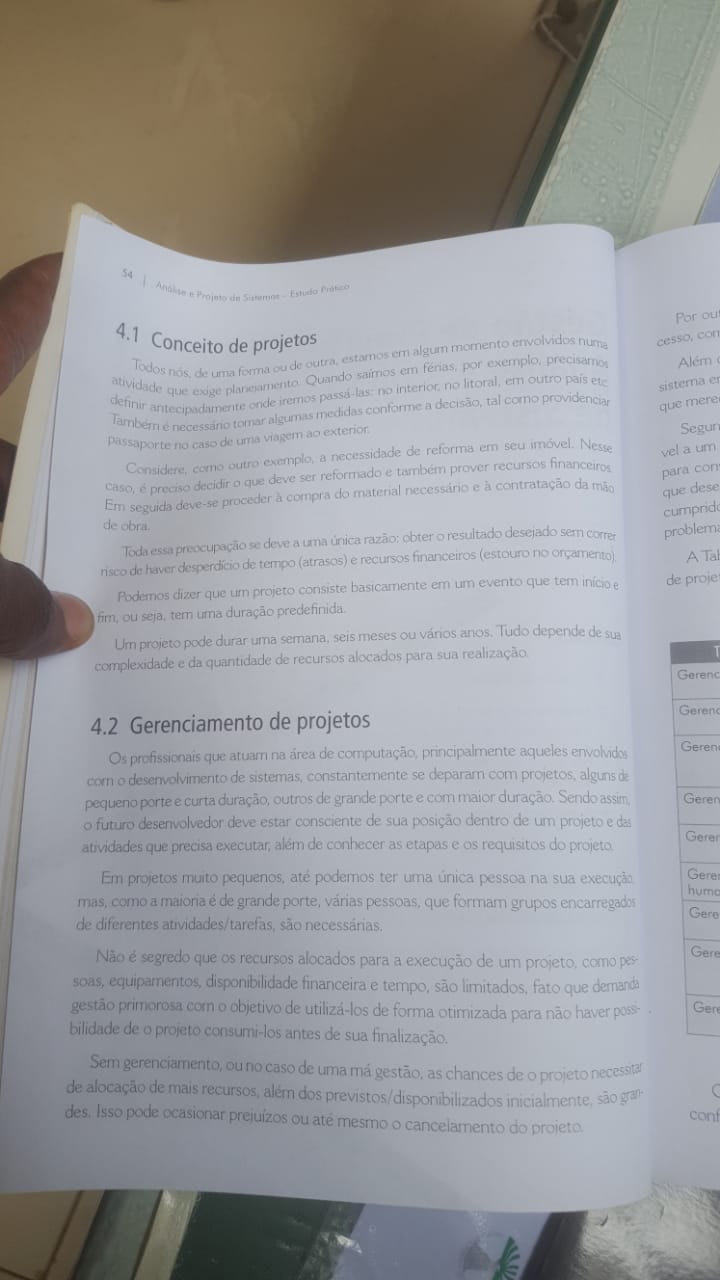 54 | Análise e Projeto de Sistemas – Estudo Prático
4.1 Conceito de projetos
Todos nós, de uma forma ou de outra, estamos em algum momento envolvidos numa
atividade que exige planejamento. Quando saímos em férias, por exemplo, precisamos
definir antecipadamente onde iremos passá-las: no interior, no litoral, em outro país etc
Também é necessário tomar algumas medidas conforme a decisão, tal como providenciar
passaporte no caso de uma viagem ao exterior.
Considere, como outro exemplo, a necessidade de reforma em seu imóvel. Nesse
caso, é preciso decidir o que deve ser reformado e também prover recursos financeiros.
Em seguida deve-se proceder à compra do material necessário e à contratação da mão
de obra.
Toda essa preocupação se deve a uma única razão: obter o resultado desejado sem correr
risco de haver desperdício de tempo (atrasos) e recursos financeiros (estouro no orçamento).
Podemos dizer que um projeto consiste basicamente em um evento que tem início e
fim, ou seja, tem uma duração predefinida.
Um projeto pode durar uma semana, seis meses ou vários anos. Tudo depende de sua
complexidade e da quantidade de recursos alocados para sua realização.
4.2 Gerenciamento de projetos
Os profissionais que atuam na área de computação, principalmente aqueles envolvidos
com o desenvolvimento de sistemas, constantemente se deparam com projetos, alguns de
pequeno porte e curta duração, outros de grande porte e com maior duração. Sendo assim,
o futuro desenvolvedor deve estar consciente de sua posição dentro de um projeto e das
atividades que precisa executar, além de conhecer as etapas e os requisitos do projeto.
Em projetos muito pequenos, até podemos ter uma única pessoa na sua execução,
mas, como a maioria é de grande porte, várias pessoas, que formam grupos encarregados
de diferentes atividades/tarefas, são necessárias.
Não é segredo que os recursos alocados para a execução de um projeto, como pes-
soas, equipamentos, disponibilidade financeira e tempo, são limitados, fato que demanda
gestão primorosa com o objetivo de utilizá-los de forma otimizada para não haver possi-
bilidade de o projeto consumi-los antes de sua finalização.
Sem gerenciamento, ou no caso de uma má gestão, as chances de o projeto necessitar
de alocação de mais recursos, além dos previstos/disponibilizados inicialmente, são gran-
des. Isso pode ocasionar prejuízos ou até mesmo o cancelamento do projeto.
Por out
cesso, con
Além
sistema e
que mere
Segun
vel a um
para con
que dese
cumprid
problema
A Tab
de proje
T
Gerenc
Geren
Geren
Geren
Geren
Geren
huma
Gere
Gere
Gere
conf